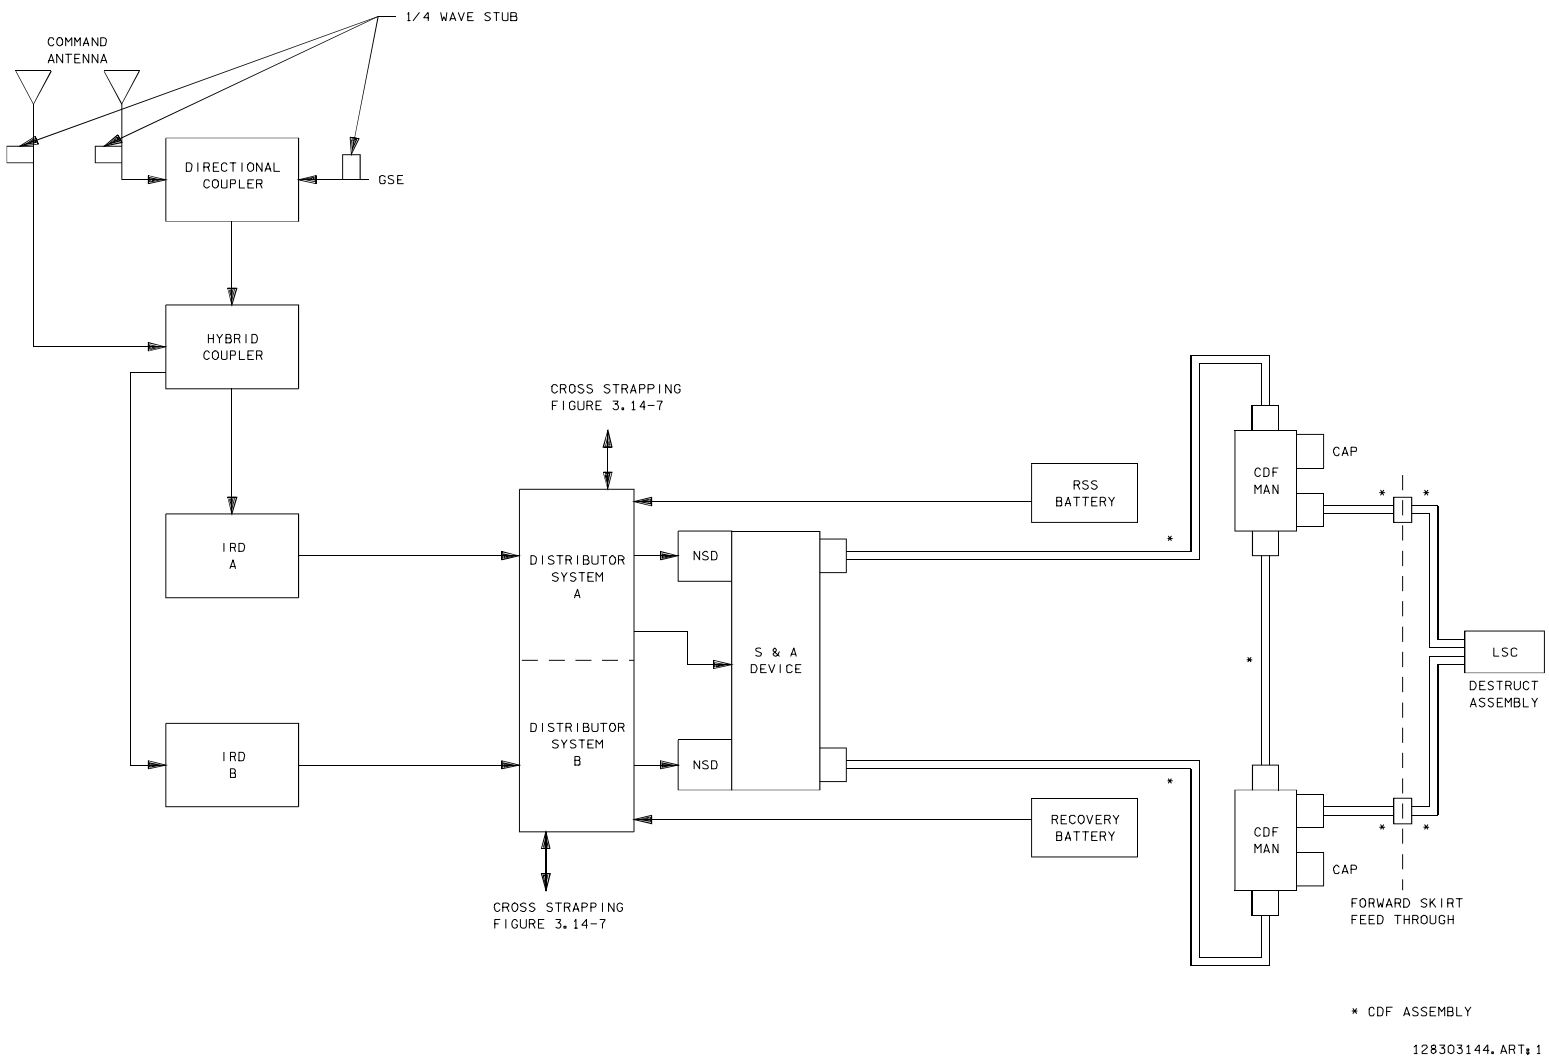 1/4 WAVE STUB
COMMAND
ANTENNA
DIRECTIONAL
COUPLER
GSE
HYBRID
COUPLER
CROSS STRAPPING
FIGURE 3.14-7
RSS
BATTERY
CDF
MAN
CAP
*
*
IRD
A
DISTRIBUTOR
SYSTEM
A
NSD
*
S & A
DEVICE
*
LSC
DESTRUCT
ASSEMBLY
IRD
B
DISTRIBUTOR
SYSTEM
B
NSD
*
RECOVERY
BATTERY
CDF
MAN
*
*
CAP
CROSS STRAPPING
FIGURE 3.14-7
FORWARD SKIRT
FEED THROUGH
* CDF ASSEMBLY
128303144.ART; 1